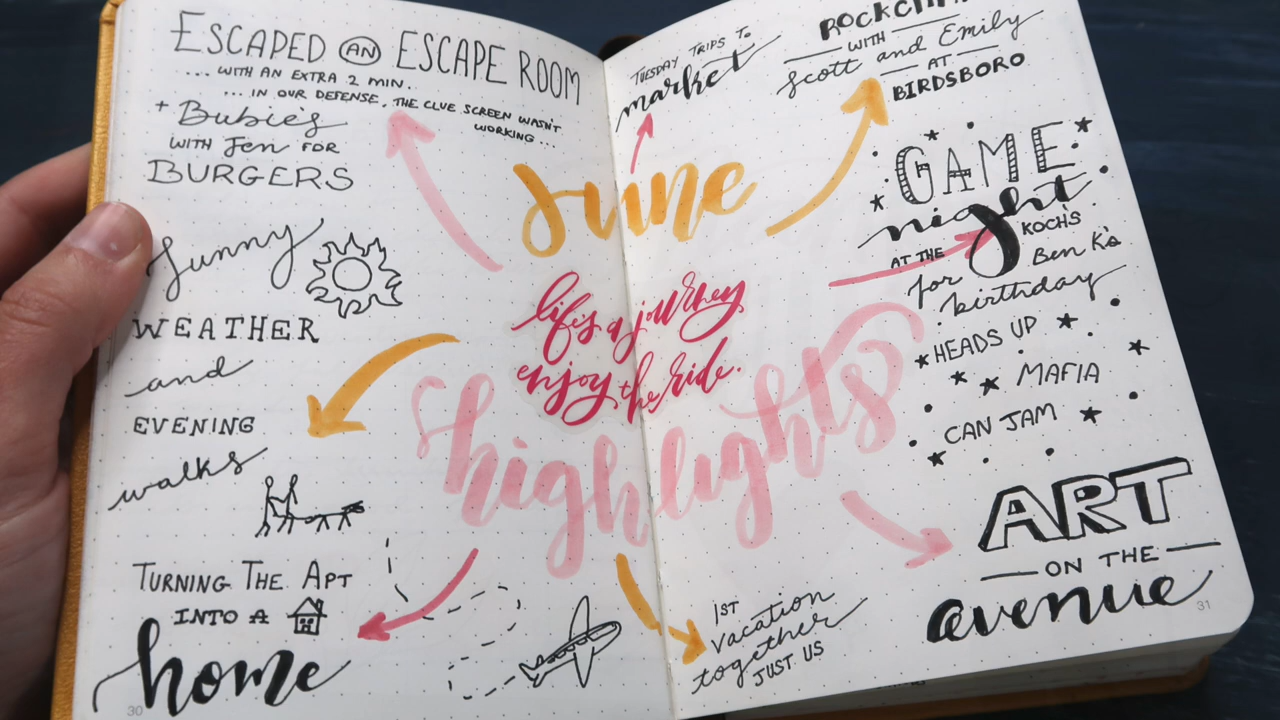 ESCAPED AN ESCAPE ROOM
... WITH AN EXTRA 2 MIN.
... IN OUR DEFENSE, THE CLUE SCREEN WASN'T
WORKING...
+ Bubie's
WITH Jen FOR
BURGERS
Sunny
WEATHER
and
EVENING
walks
TURNING THE APT
INTO A
home
30
June
life's a journey
enjoy the ride.
highlights
TUESDAY TRIPS TO
market
WITH
Scott and Emily
AT
BIRDSBORO
GAME
night
AT THE KOCH'S
for Ben K's
birthday
HEADS UP
MAFIA
CAN JAM
ART
ON THE
avenue
31
1ST
vacation
together
JUST US